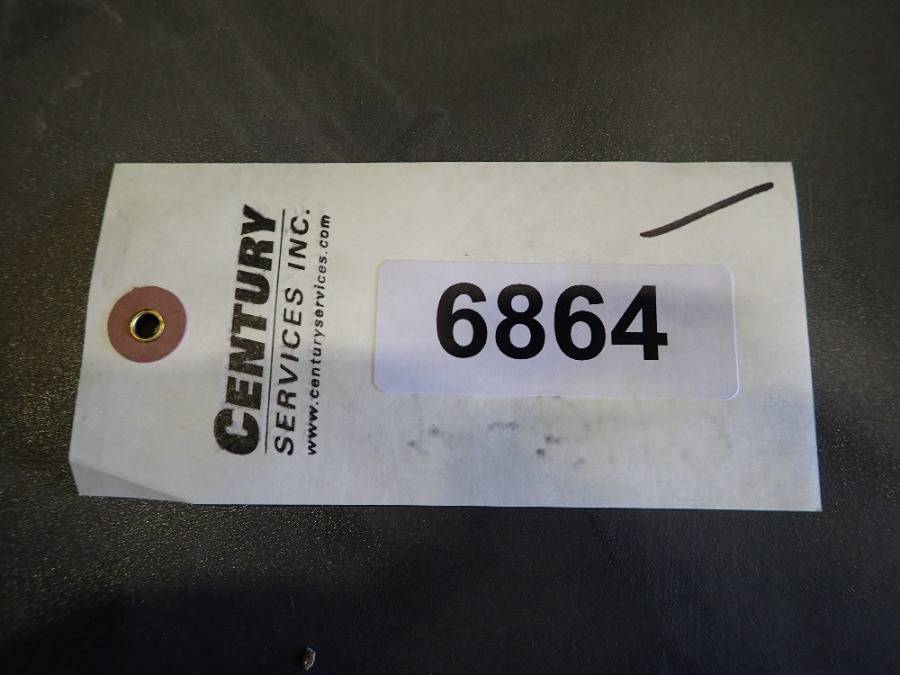 CENTURY
SERVICES INC.
www.centuryservices.com
6864